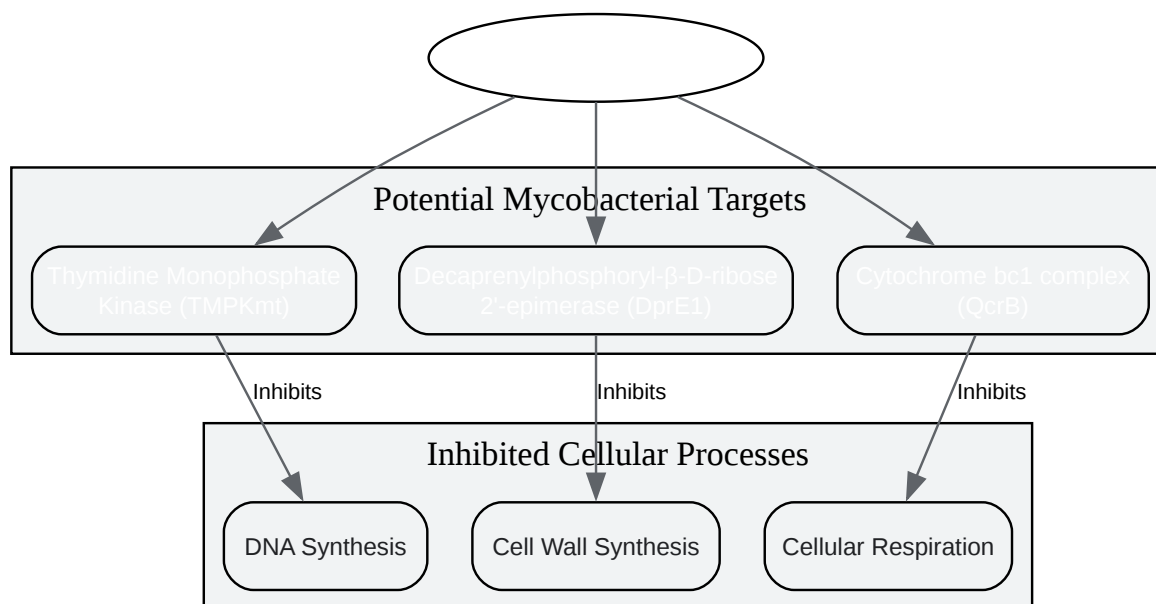 Potential Mycobacterial Targets
Thymidine Monophosphate
Kinase (TMPKmt)
Decaprenylphosphoryl-β-D-ribose
2'-epimerase (DprE1)
Cytochrome bc1 complex
(QcrB)
Inhibits
Inhibits
Inhibits
Inhibited Cellular Processes
DNA Synthesis
Cell Wall Synthesis
Cellular Respiration